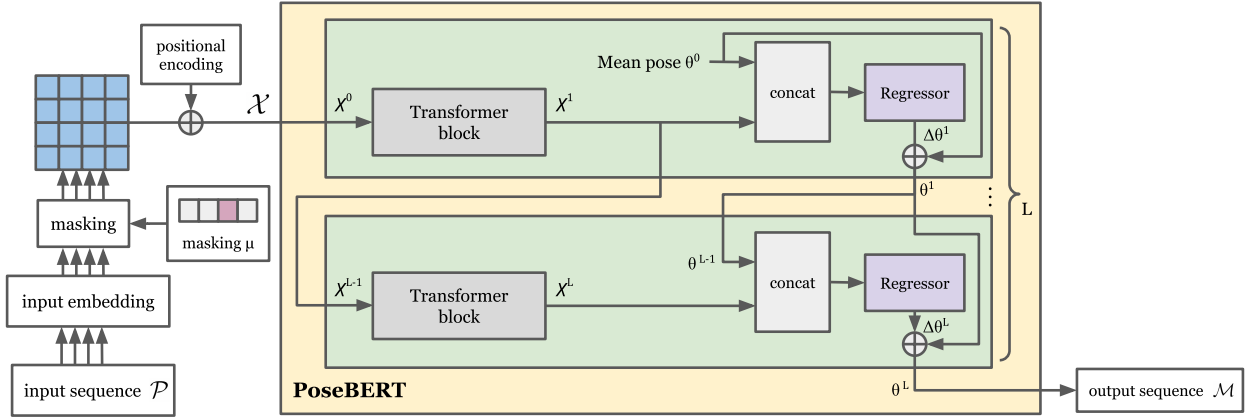 positional
encoding
𝒳
masking
masking μ
input embedding
input sequence 𝒫
X⁰
Transformer
block
X¹
Mean pose θ⁰
concat
Regressor
Δθ¹
θ¹
⋮
L
Xᴸ⁻¹
Transformer
block
Xᴸ
θᴸ⁻¹
concat
Regressor
Δθᴸ
θᴸ
PoseBERT
output sequence ℳ